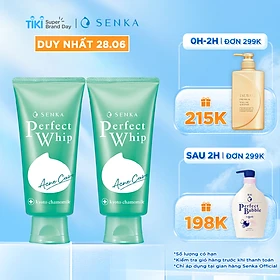 TIKI Super Brand Day | SENKA
DUY NHẤT 28.06
SENKA
Perfect Whip
Acne Care
SENKA
Perfect Whip
Acne Care
0H-2H | ĐƠN 299K
215K
SAU 2H | ĐƠN 299K
Perfect Bubble
198K
*Số lượng có hạn
*Kiểm tra giỏ hàng trước khi thanh toán
*Chỉ áp dụng tại gian hàng Senka Official